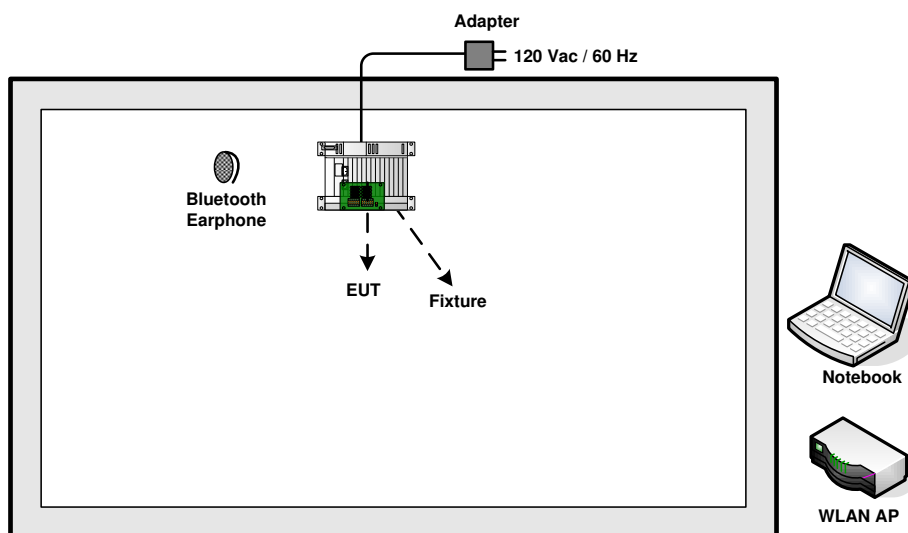 Adapter
120 Vac / 60 Hz
Bluetooth
Earphone
EUT
Fixture
Notebook
WLAN AP